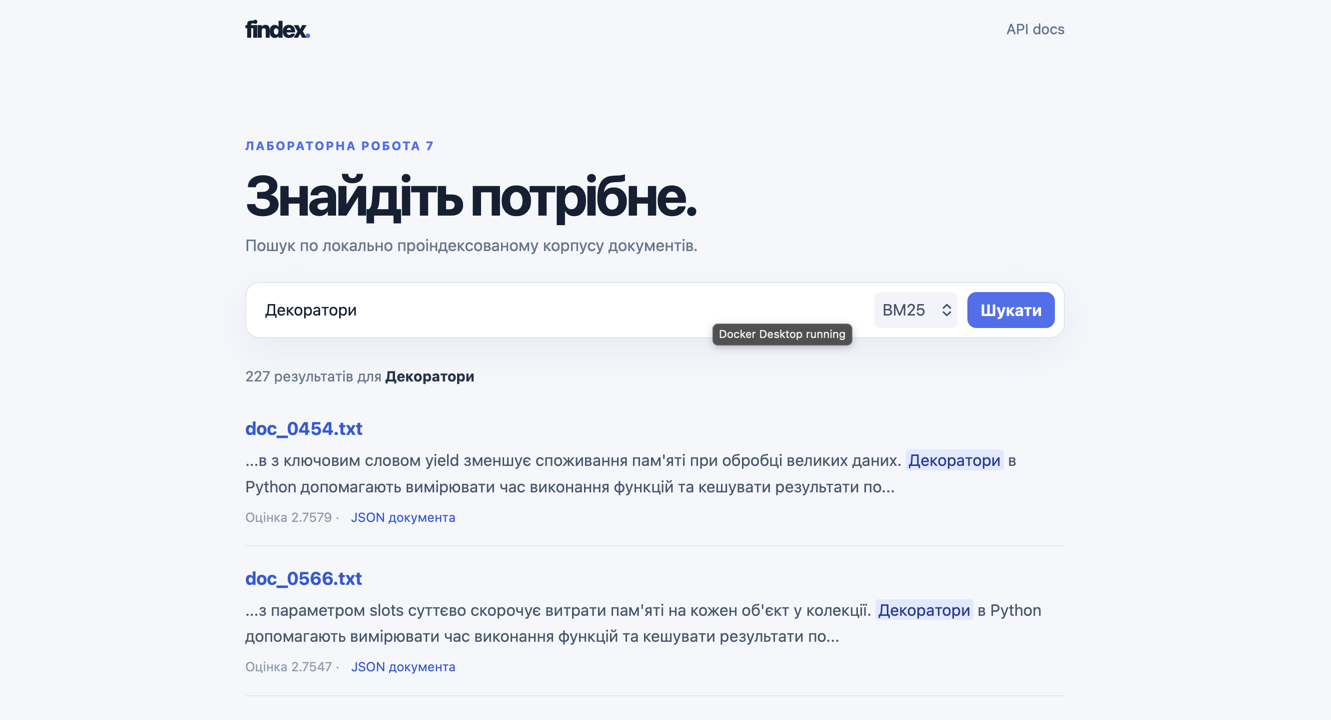 findex.
API docs
ЛАБОРАТОРНА РОБОТА 7
Знайдіть потрібне.
Пошук по локально проіндексованому корпусу документів.
Декоратори
BM25
Шукати
Docker Desktop running
227 результатів для Декоратори
doc_0454.txt
...в з ключовим словом yield зменшує споживання пам'яті при обробці великих даних. Декоратори в
Python допомагають вимірювати час виконання функцій та кешувати результати по...
Оцінка 2.7579 · JSON документа
doc_0566.txt
...з параметром slots суттєво скорочує витрати пам'яті на кожен об'єкт у колекції. Декоратори в Python
допомагають вимірювати час виконання функцій та кешувати результати по...
Оцінка 2.7547 · JSON документа